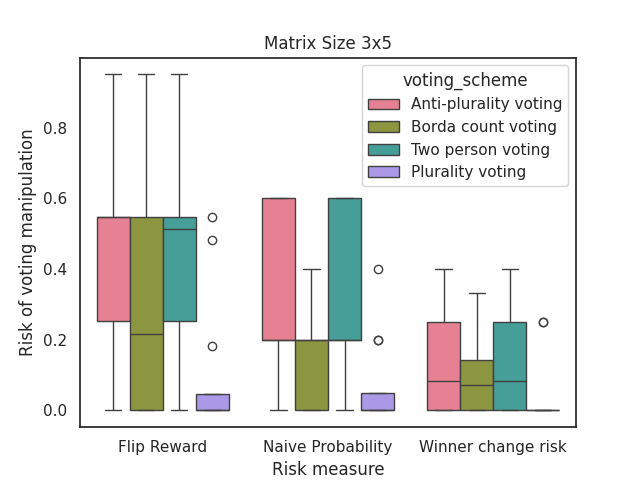 Matrix Size 3x5
voting_scheme
Anti-plurality voting
Borda count voting
Two person voting
Plurality voting
Risk of voting manipulation
0.8
0.6
0.4
0.2
0.0
Flip Reward
Naive Probability
Winner change risk
Risk measure